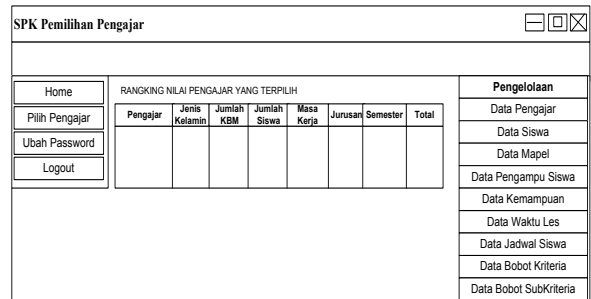 SPK Pemilihan Pengajar
Home
Pilih Pengajar
Ubah Password
Logout
RANGKING NILAI PENGAJAR YANG TERPILIH
Pengajar Jenis Kelamin Jumlah KBM Jumlah Siswa Masa Kerja Jurusan Semester Total
Pengelolaan
Data Pengajar
Data Siswa
Data Mapel
Data Pengampu Siswa
Data Kemampuan
Data Waktu Les
Data Jadwal Siswa
Data Bobot Kriteria
Data Bobot SubKriteria